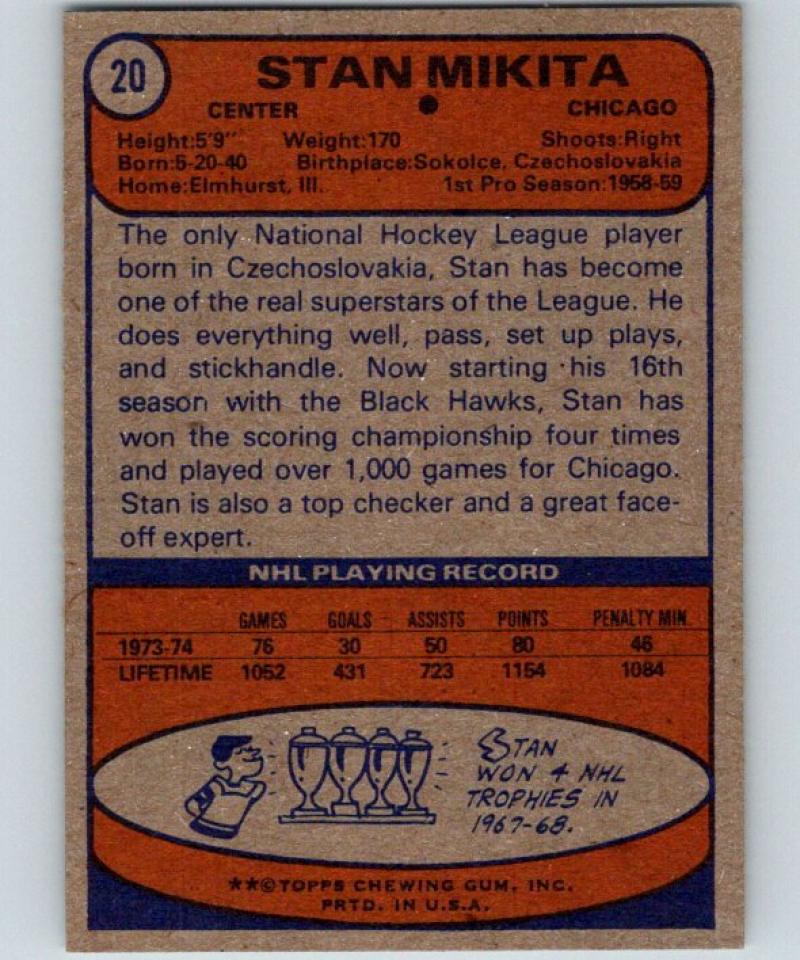 20
STAN MIKITA
CENTER CHICAGO
Height:5'9" Weight:170 Shoots:Right
Born:5-20-40 Birthplace:Sokolce, Czechoslovakia
Home:Elmhurst, Ill. 1st Pro Season:1958-59
The only National Hockey League player
born in Czechoslovakia, Stan has become
one of the real superstars of the League. He
does everything well, pass, set up plays,
and stickhandle. Now starting his 16th
season with the Black Hawks, Stan has
won the scoring championship four times
and played over 1,000 games for Chicago.
Stan is also a top checker and a great face-
off expert.
NHL PLAYING RECORD
GAMES GOALS ASSISTS POINTS PENALTY MIN.
1973-74 76 30 50 80 46
LIFETIME 1052 431 723 1154 1084
STAN
WON 4 NHL
TROPHIES IN
1967-68.
**©TOPPS CHEWING GUM, INC.
PRTD. IN U.S.A.